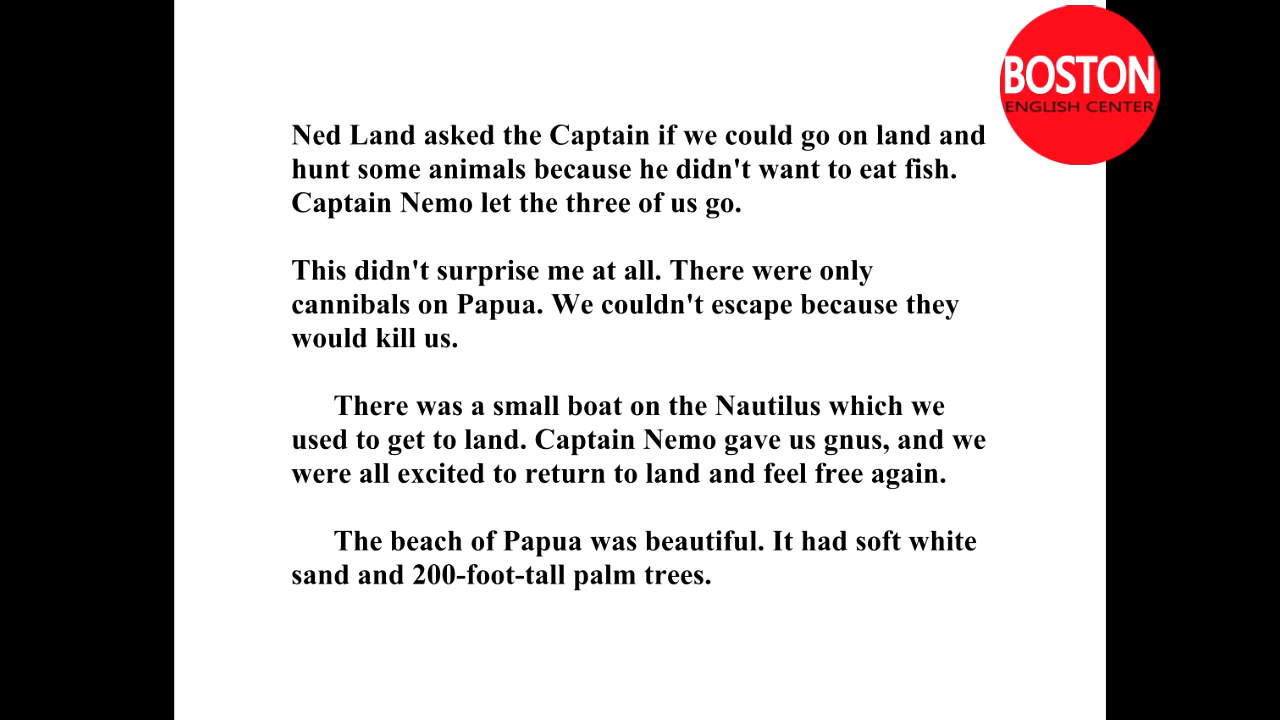 BOSTON
ENGLISH CENTER
Ned Land asked the Captain if we could go on land and
hunt some animals because he didn't want to eat fish.
Captain Nemo let the three of us go.
This didn't surprise me at all. There were only
cannibals on Papua. We couldn't escape because they
would kill us.
There was a small boat on the Nautilus which we
used to get to land. Captain Nemo gave us gnus, and we
were all excited to return to land and feel free again.
The beach of Papua was beautiful. It had soft white
sand and 200-foot-tall palm trees.